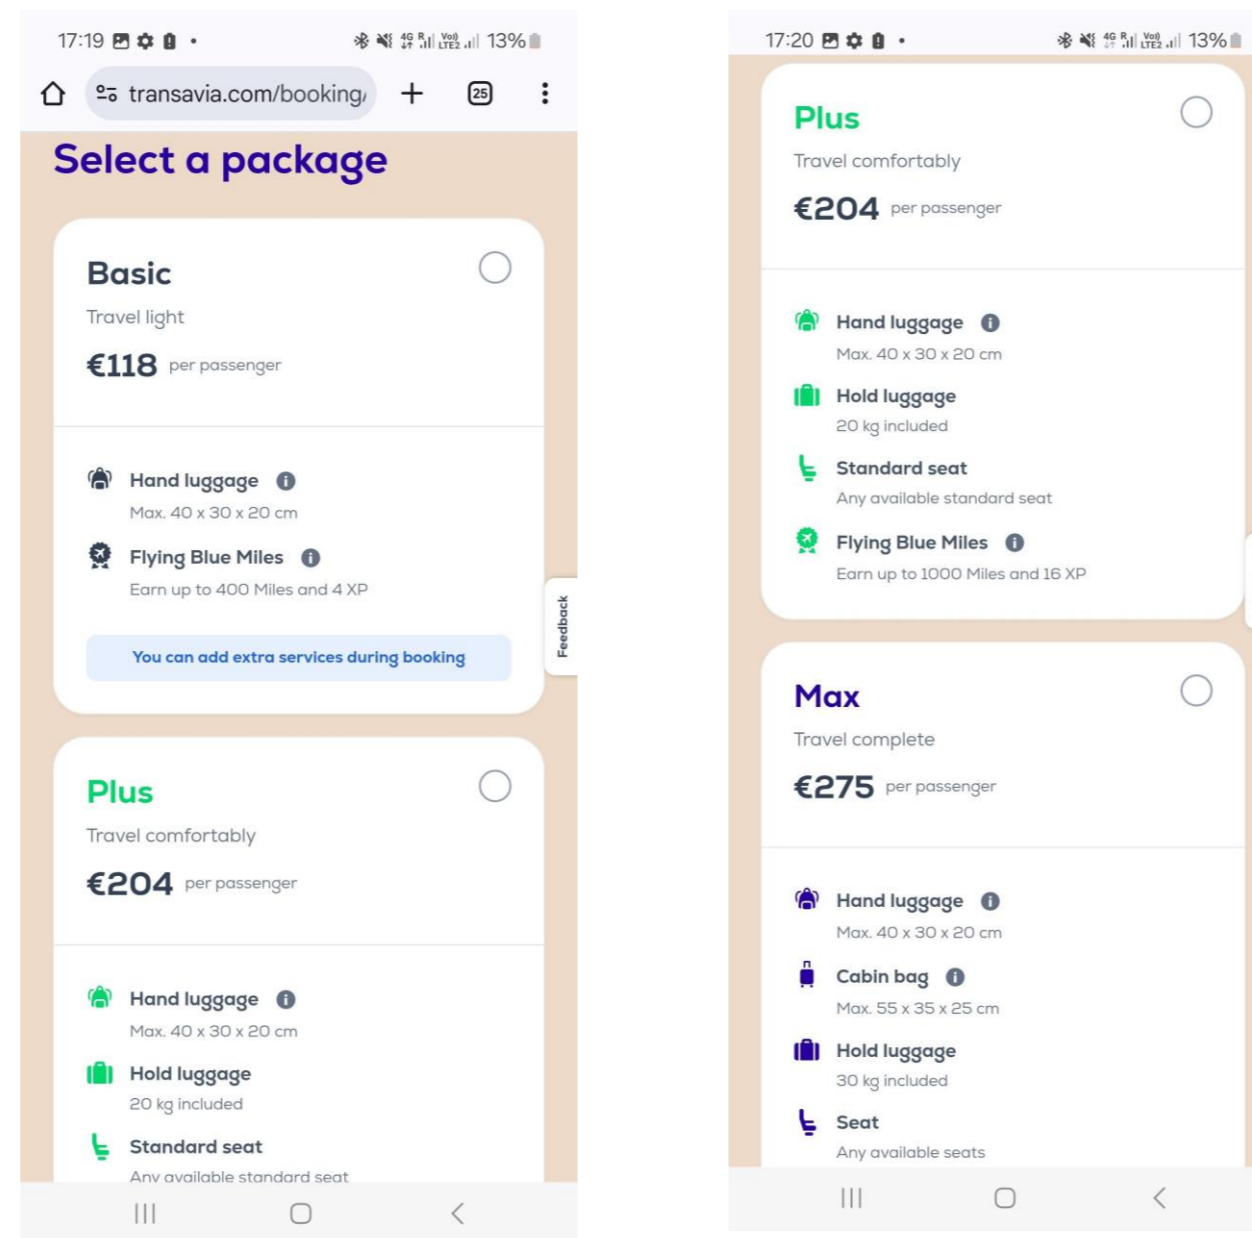 17:19
4G R Vo)) LTE2 13%
transavia.com/booking/
25
Select a package
Basic
Travel light
€118 per passenger
Hand luggage
Max. 40 x 30 x 20 cm
Flying Blue Miles
Earn up to 400 Miles and 4 XP
You can add extra services during booking
Feedback
Plus
Travel comfortably
€204 per passenger
Hand luggage
Max. 40 x 30 x 20 cm
Hold luggage
20 kg included
Standard seat
Any available standard seat
17:20
4G R Vo)) LTE2 13%
Plus
Travel comfortably
€204 per passenger
Hand luggage
Max. 40 x 30 x 20 cm
Hold luggage
20 kg included
Standard seat
Any available standard seat
Flying Blue Miles
Earn up to 1000 Miles and 16 XP
Max
Travel complete
€275 per passenger
Hand luggage
Max. 40 x 30 x 20 cm
Cabin bag
Max. 55 x 35 x 25 cm
Hold luggage
30 kg included
Seat
Any available seats